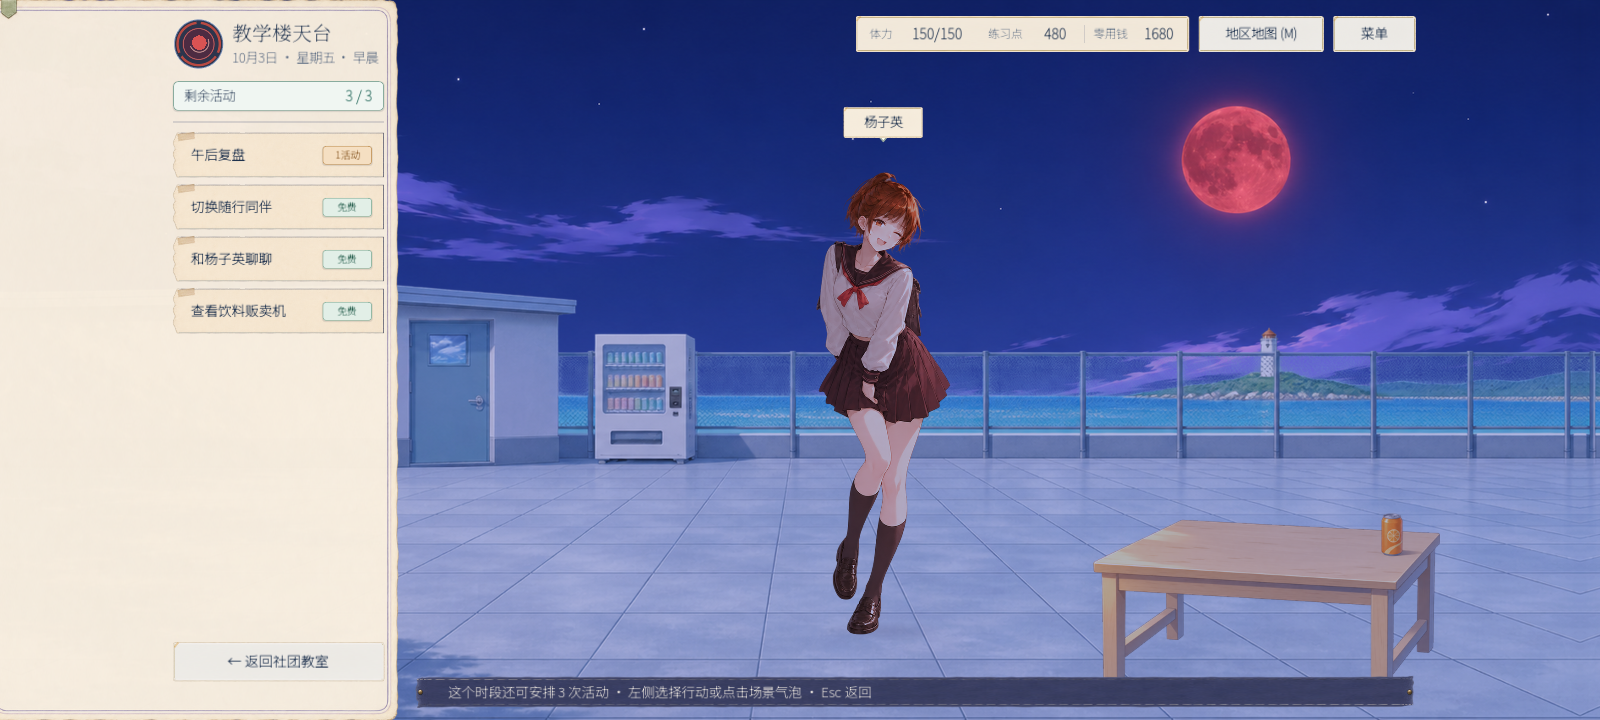 教学楼天台
10月3日 · 星期五 · 早晨
剩余活动 3 / 3
午后复盘 1活动
切换随行同伴 免费
和杨子英聊聊 免费
查看饮料贩卖机 免费
← 返回社团教室
体力 150/150 练习点 480 零用钱 1680
地区地图 (M)
菜单
杨子英
这个时段还可安排 3 次活动 · 左侧选择行动或点击场景气泡 · Esc 返回